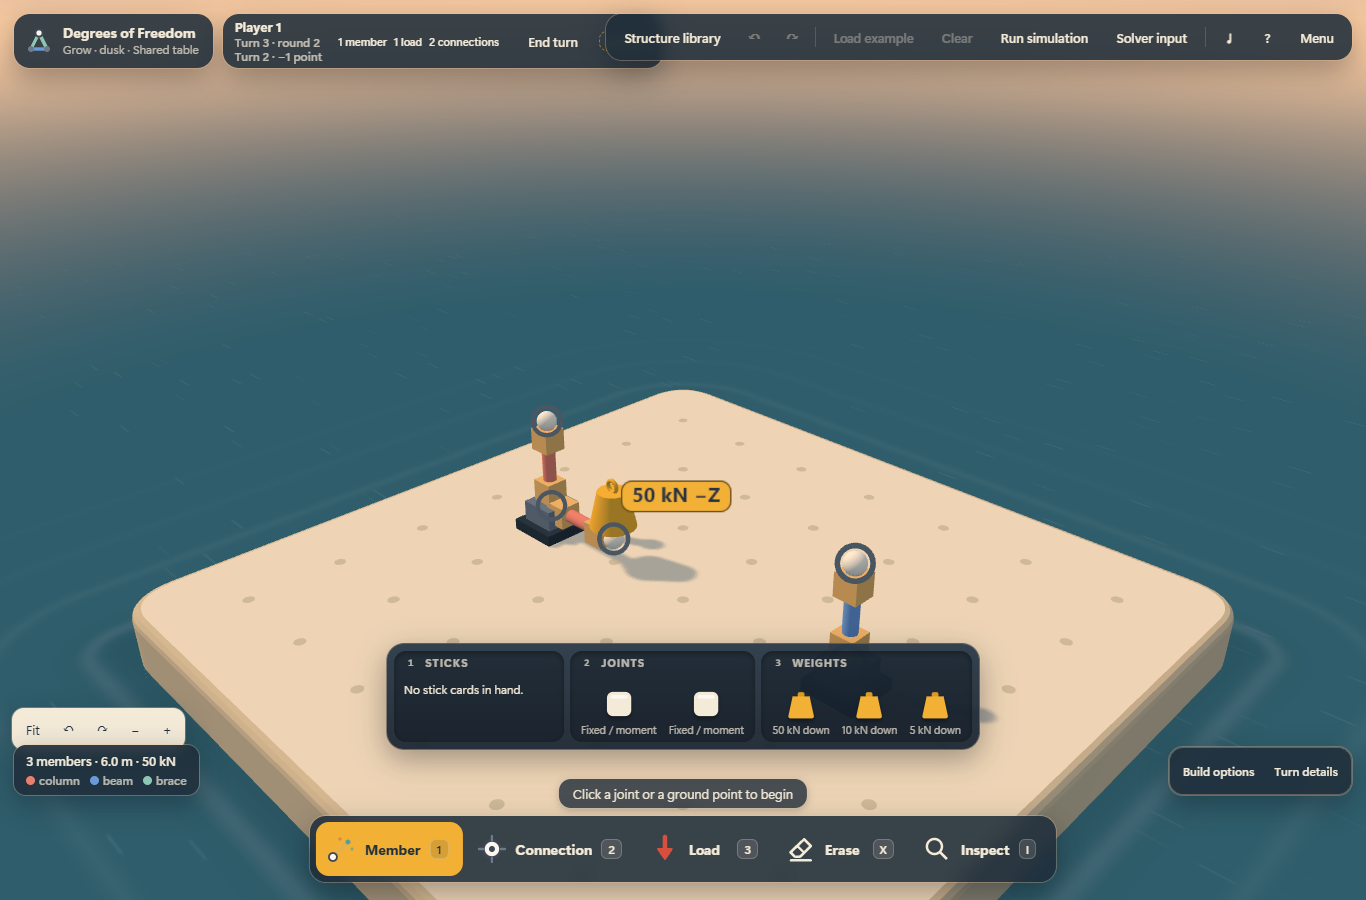 Degrees of Freedom
Grow · dusk · Shared table
Player 1
Turn 3 · round 2
Turn 2 · −1 point
1 member 1 load 2 connections
End turn
Structure library
Load example
Clear
Run simulation
Solver input
?
Menu
50 kN −Z
1 STICKS
No stick cards in hand.
2 JOINTS
Fixed / moment
Fixed / moment
3 WEIGHTS
50 kN down
10 kN down
5 kN down
Fit
−
+
3 members · 6.0 m · 50 kN
column beam brace
Build options
Turn details
Click a joint or a ground point to begin
Member 1
Connection 2
Load 3
Erase X
Inspect I